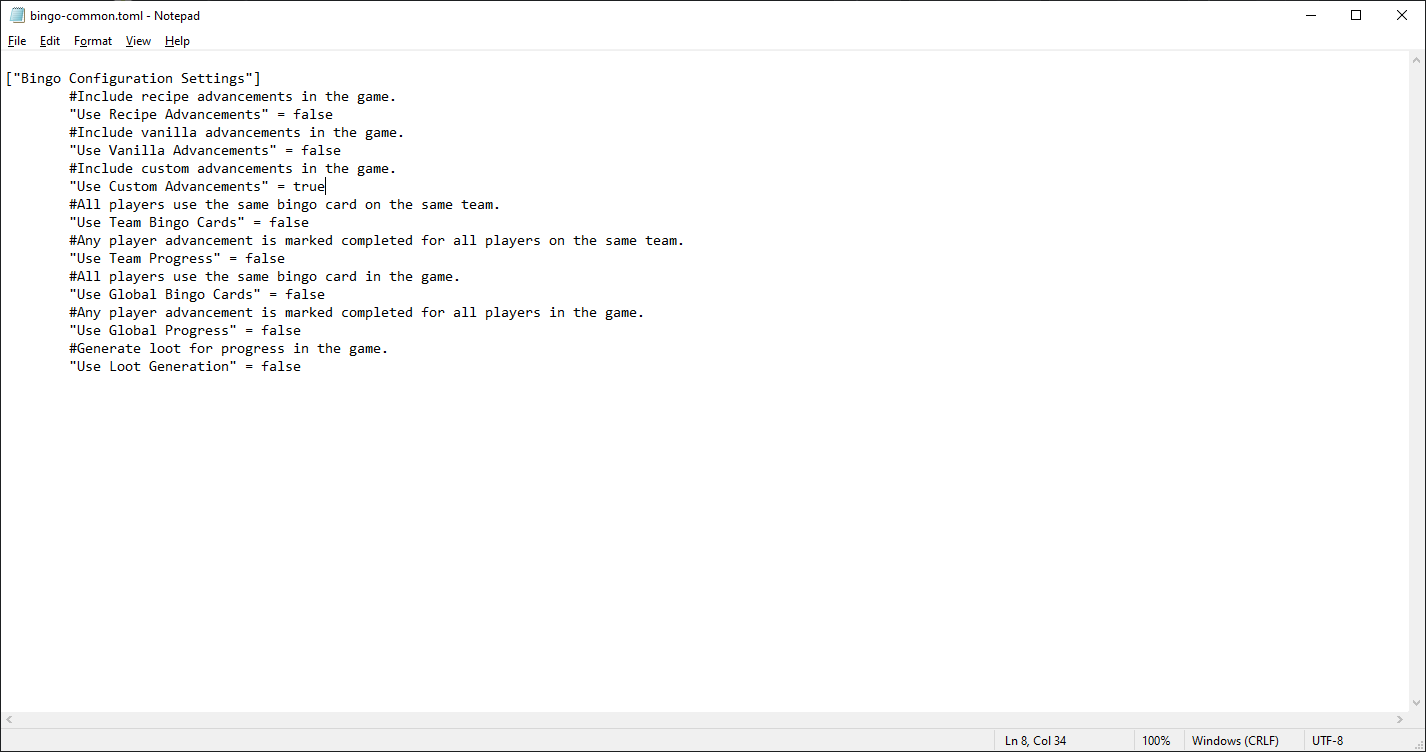 bingo-common.toml - Notepad
File Edit Format View Help
["Bingo Configuration Settings"]
#Include recipe advancements in the game.
"Use Recipe Advancements" = false
#Include vanilla advancements in the game.
"Use Vanilla Advancements" = false
#Include custom advancements in the game.
"Use Custom Advancements" = true
#All players use the same bingo card on the same team.
"Use Team Bingo Cards" = false
#Any player advancement is marked completed for all players on the same team.
"Use Team Progress" = false
#All players use the same bingo card in the game.
"Use Global Bingo Cards" = false
#Any player advancement is marked completed for all players in the game.
"Use Global Progress" = false
#Generate loot for progress in the game.
"Use Loot Generation" = false
Ln 8, Col 34 100% Windows (CRLF) UTF-8